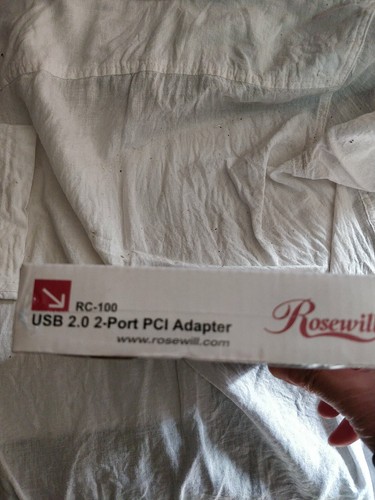 RC-100
USB 2.0 2-Port PCI Adapter
www.rosewill.com
Rosewill